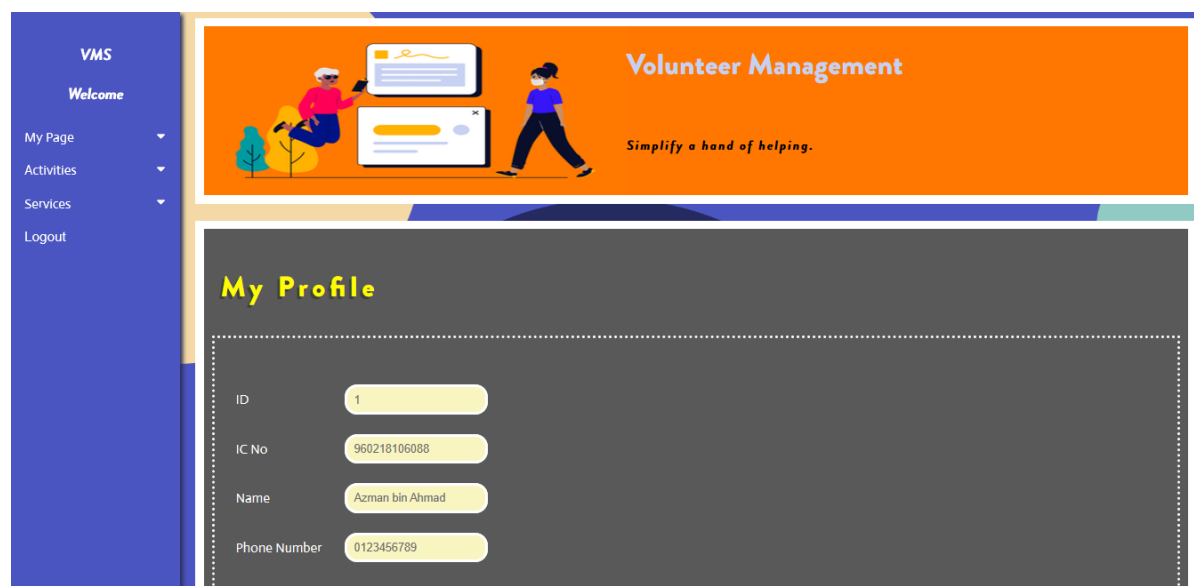 VMS
Welcome
My Page
Activities
Services
Logout
Volunteer Management
Simplify a hand of helping.
My Profile
ID 1
IC No 960218106088
Name Azman bin Ahmad
Phone Number 0123456789